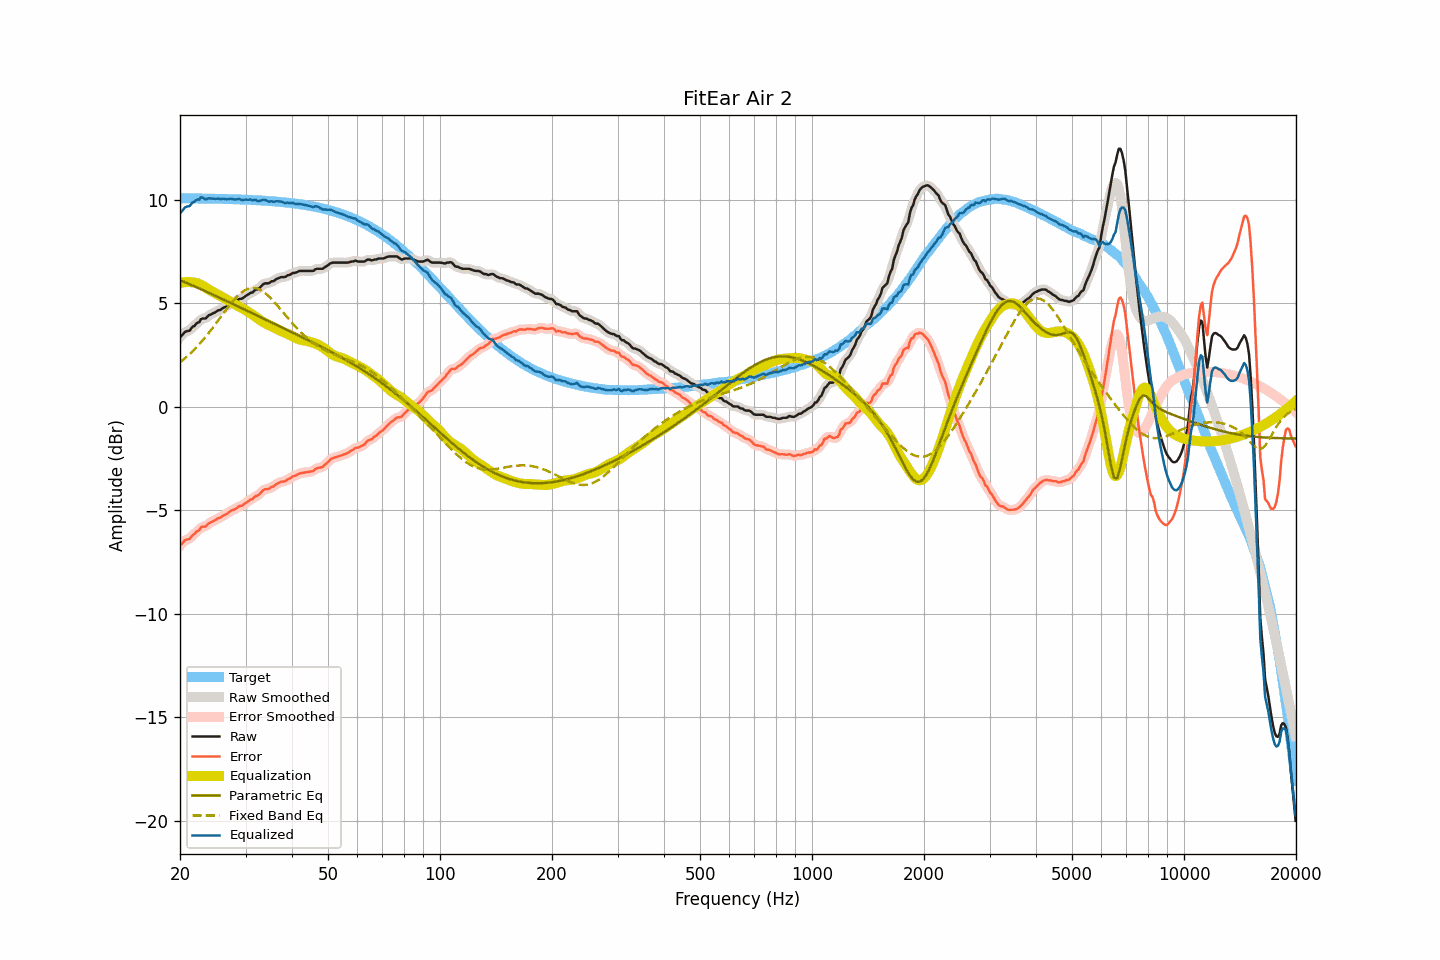 FitEar Air 2
Amplitude (dBr)
10
5
0
−5
−10
−15
−20
Target
Raw Smoothed
Error Smoothed
Raw
Error
Equalization
Parametric Eq
Fixed Band Eq
Equalized
20 50 100 200 500 1000 2000 5000 10000 20000
Frequency (Hz)